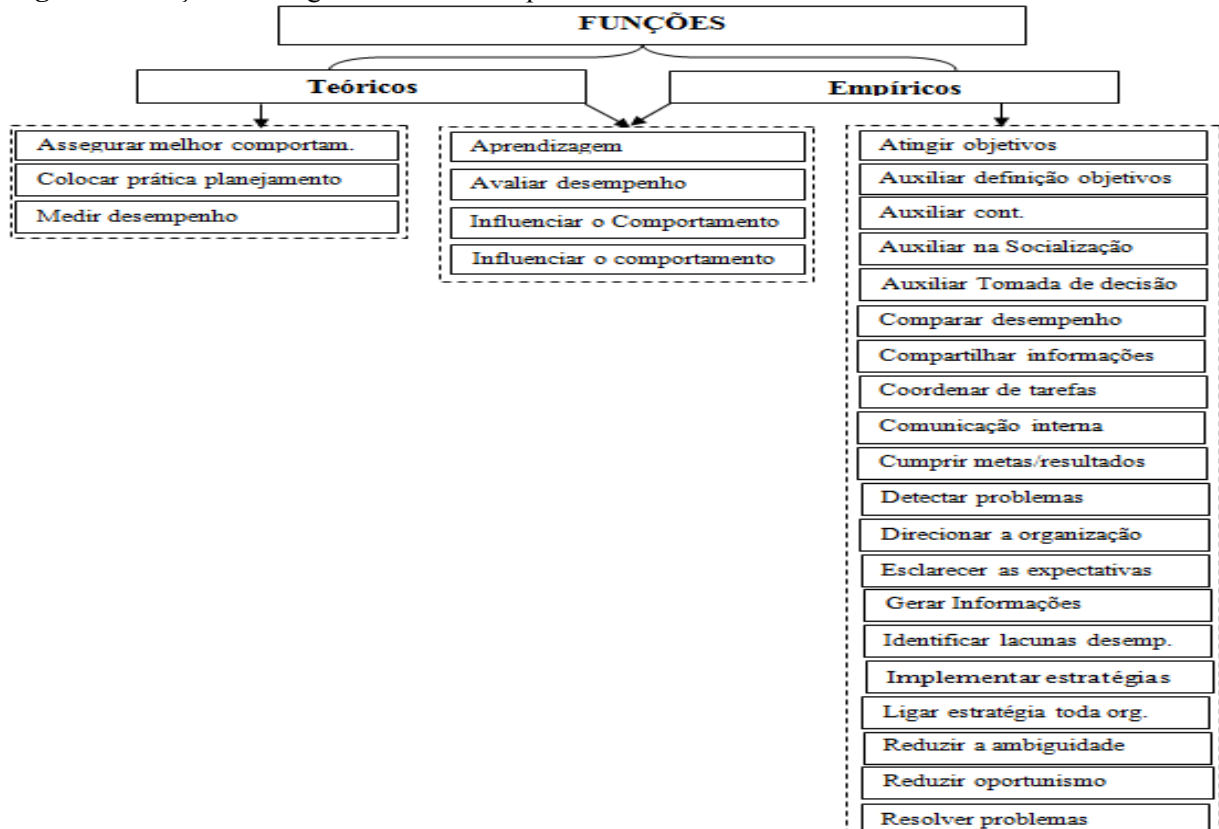 FUNÇÕES
Teóricos
Empíricos
Assegurar melhor comportam.
Colocar prática planejamento
Medir desempenho
Aprendizagem
Avaliar desempenho
Influenciar o Comportamento
Influenciar o comportamento
Atingir objetivos
Auxiliar definição objetivos
Auxiliar cont.
Auxiliar na Socialização
Auxiliar Tomada de decisão
Comparar desempenho
Compartilhar informações
Coordenar de tarefas
Comunicação interna
Cumprir metas/resultados
Detectar problemas
Direcionar a organização
Esclarecer as expectativas
Gerar Informações
Identificar lacunas desemp.
Implementar estratégias
Ligar estratégia toda org.
Reduzir a ambiguidade
Reduzir oportunismo
Resolver problemas